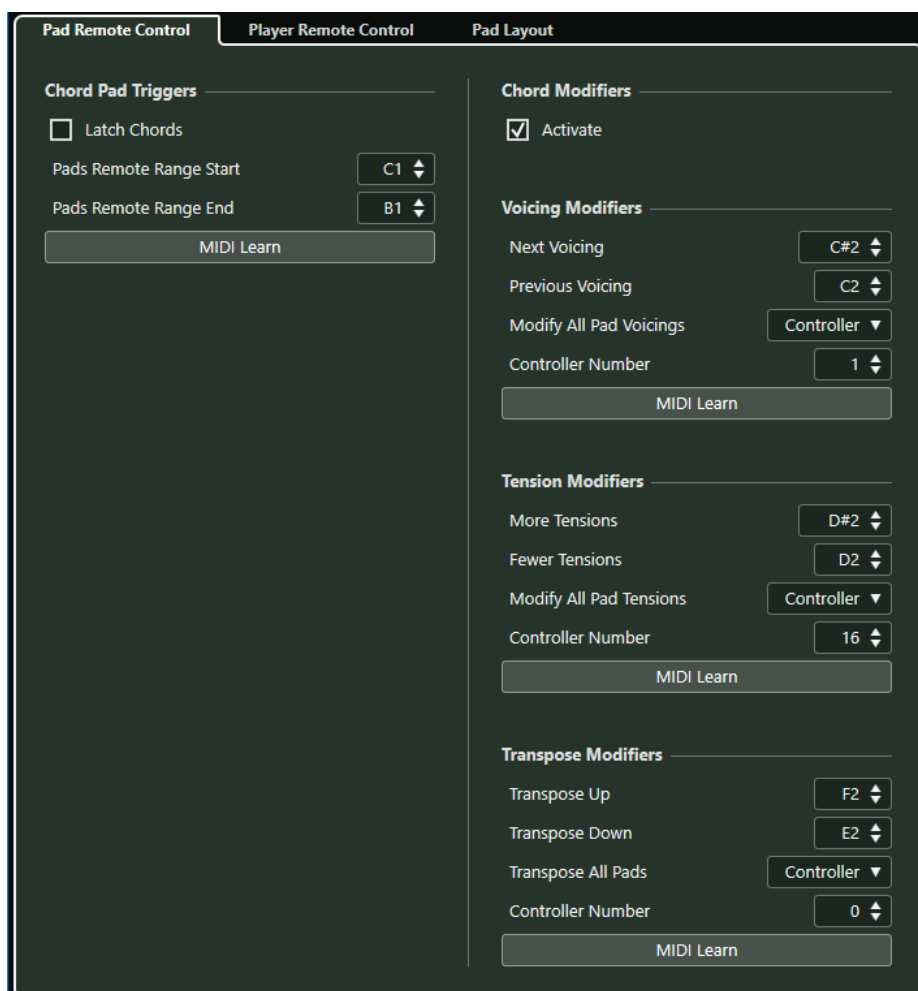 Pad Remote Control Player Remote Control Pad Layout
Chord Pad Triggers
Latch Chords
Pads Remote Range Start C1
Pads Remote Range End B1
MIDI Learn
Chord Modifiers
Activate
Voicing Modifiers
Next Voicing C#2
Previous Voicing C2
Modify All Pad Voicings Controller
Controller Number 1
MIDI Learn
Tension Modifiers
More Tensions D#2
Fewer Tensions D2
Modify All Pad Tensions Controller
Controller Number 16
MIDI Learn
Transpose Modifiers
Transpose Up F2
Transpose Down E2
Transpose All Pads Controller
Controller Number 0
MIDI Learn